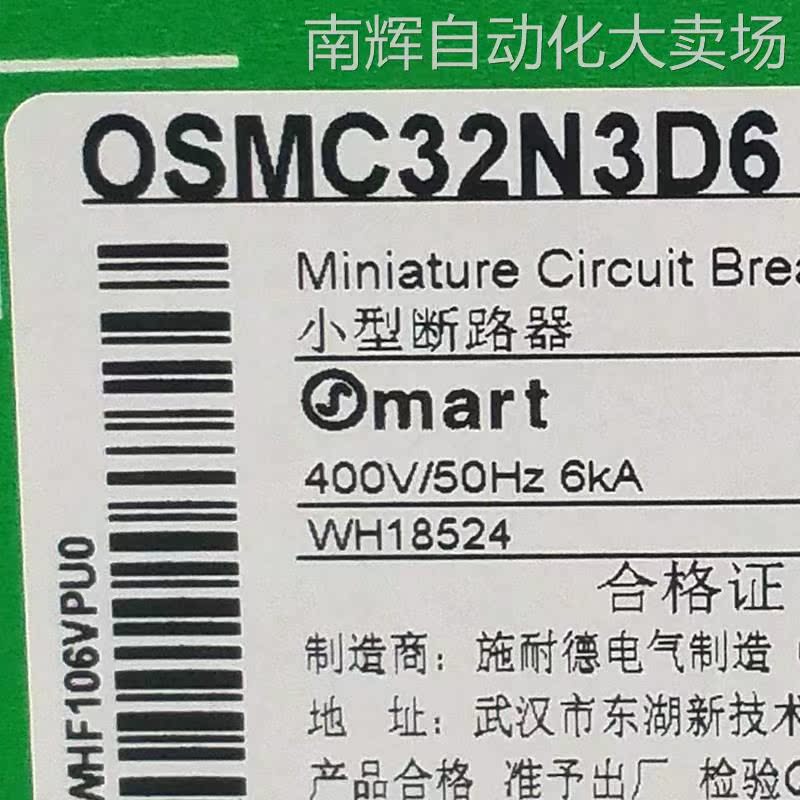 南辉自动化大卖场
OSMC32N3D6
Miniature Circuit Brea
小型断路器
Smart
400V/50Hz 6kA
WH18524
合格证
制造商：施耐德电气制造（
地 址：武汉市东湖新技术
产品合格 准予出厂 检验
WHF106VPU0